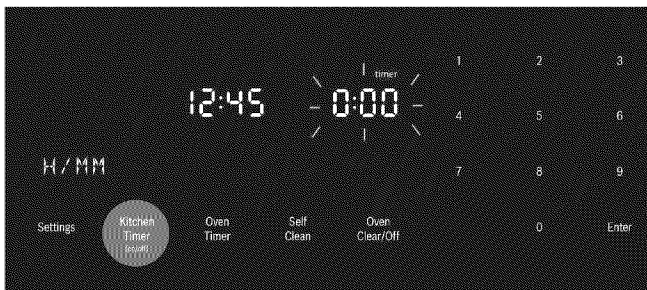 timer
12:45
0:00
H/MM
Settings
Kitchen
Timer
(on/off)
Oven
Timer
Self
Clean
Oven
Clear/Off
1 2 3
4 5 6
7 8 9
0 Enter